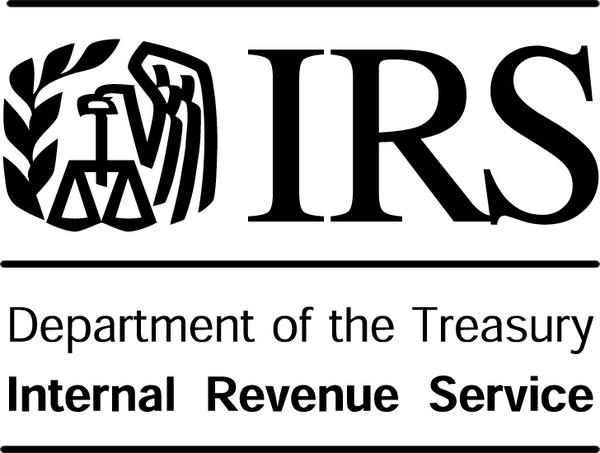 IRS
Department of the Treasury
Internal Revenue Service